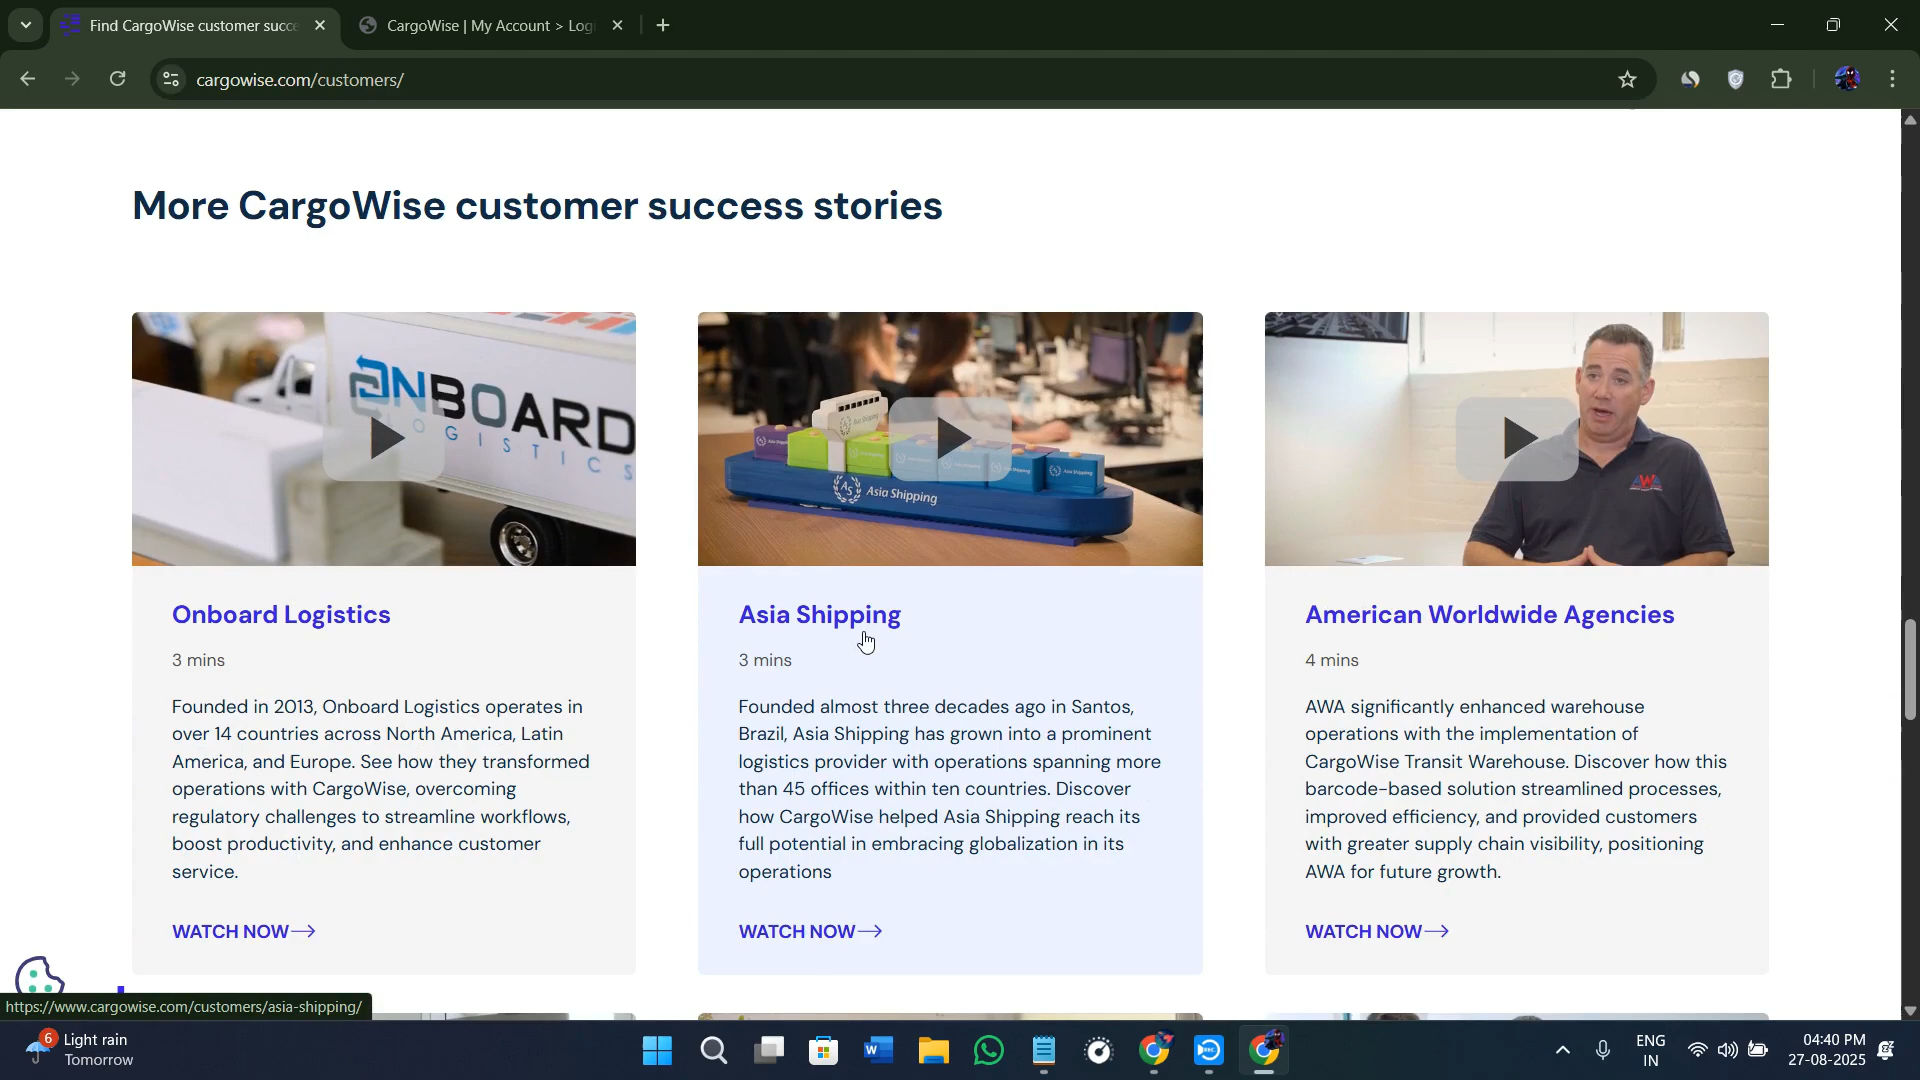 Find CargoWise customer succe
CargoWise | My Account > Logi
cargowise.com/customers/
More CargoWise customer success stories
ONBOARD
LOGISTICS
Asia Shipping
AS
Asia Shipping
Onboard Logistics
3 mins
Founded in 2013, Onboard Logistics operates in
over 14 countries across North America, Latin
America, and Europe. See how they transformed
operations with CargoWise, overcoming
regulatory challenges to streamline workflows,
boost productivity, and enhance customer
service.
WATCH NOW
Asia Shipping
3 mins
Founded almost three decades ago in Santos,
Brazil, Asia Shipping has grown into a prominent
logistics provider with operations spanning more
than 45 offices within ten countries. Discover
how CargoWise helped Asia Shipping reach its
full potential in embracing globalization in its
operations
WATCH NOW
American Worldwide Agencies
4 mins
AWA significantly enhanced warehouse
operations with the implementation of
CargoWise Transit Warehouse. Discover how this
barcode-based solution streamlined processes,
improved efficiency, and provided customers
with greater supply chain visibility, positioning
AWA for future growth.
WATCH NOW
https://www.cargowise.com/customers/asia-shipping/
6
Light rain
Tomorrow
ENG
IN
04:40 PM
27-08-2025